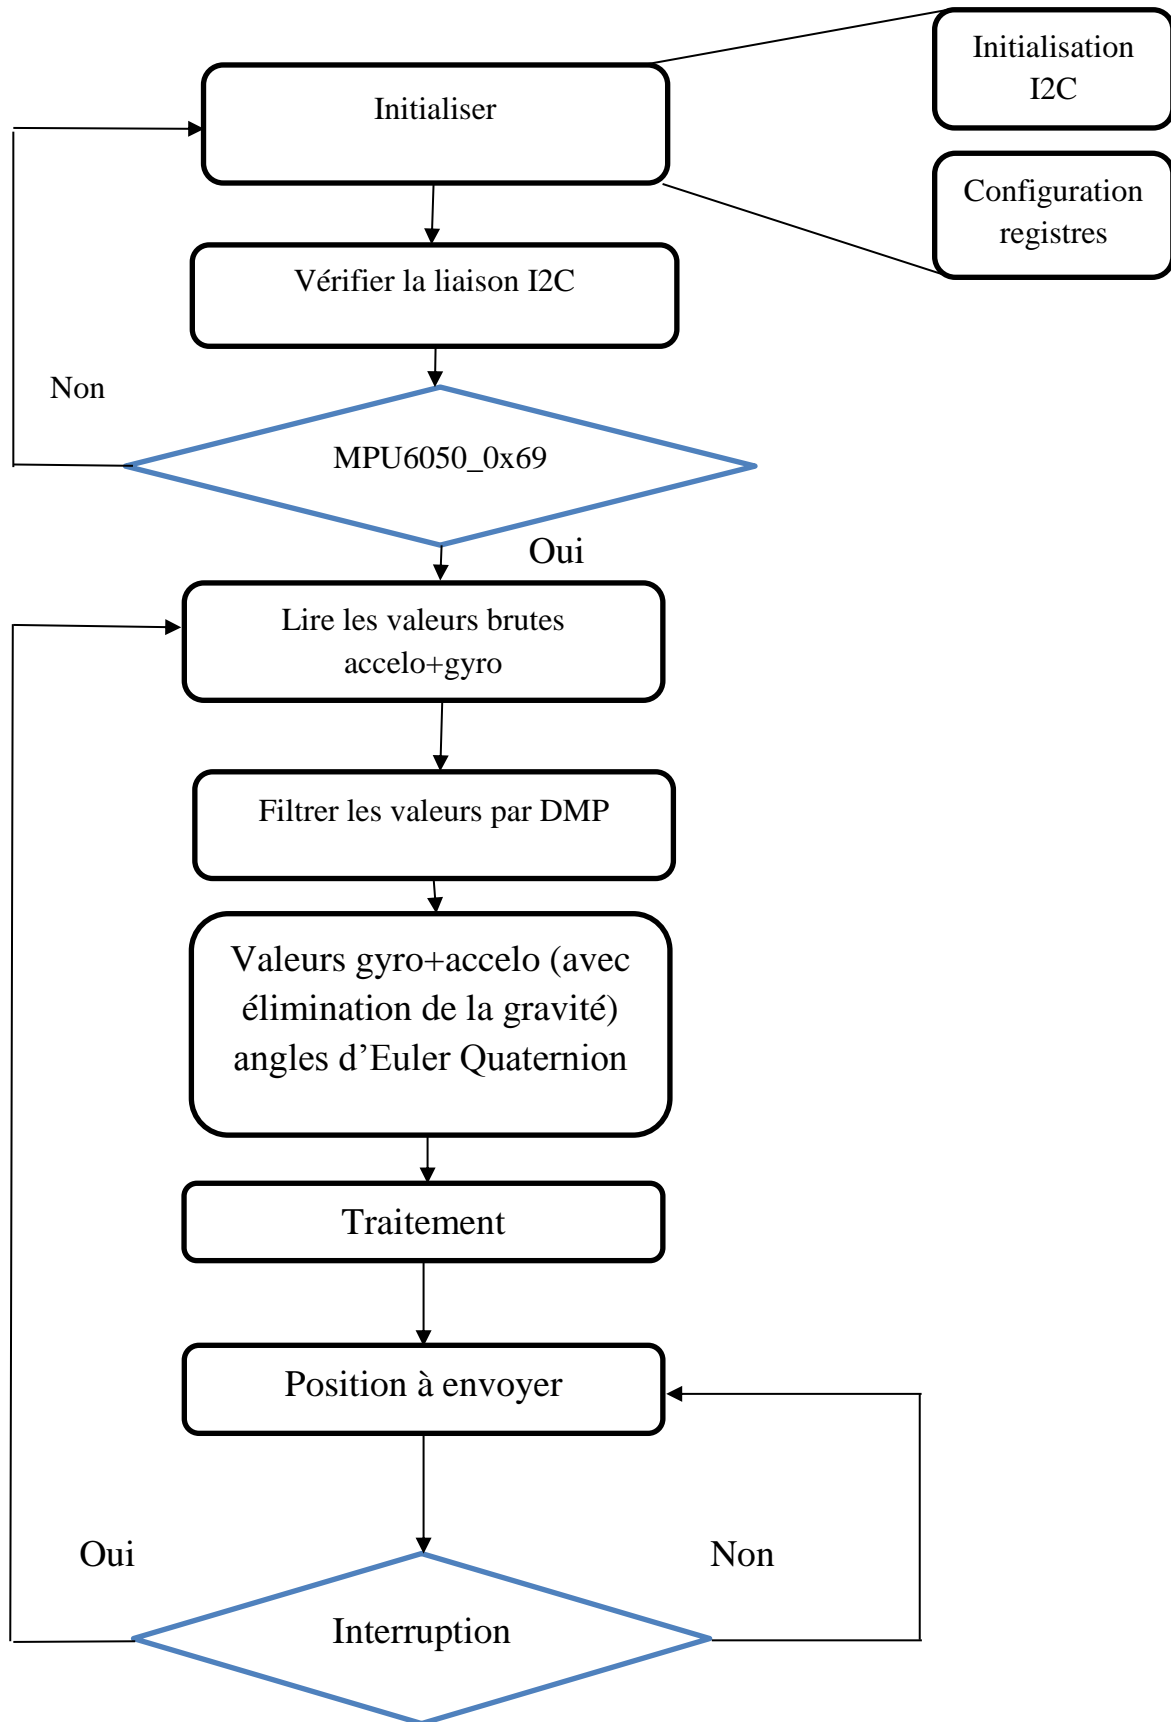 Initialiser
Initialisation
I2C
Configuration
registres
Vérifier la liaison I2C
Non
MPU6050_0x69
Oui
Lire les valeurs brutes
accelo+gyro
Filtrer les valeurs par DMP
Valeurs gyro+accelo (avec
élimination de la gravité)
angles d’Euler Quaternion
Traitement
Position à envoyer
Oui
Non
Interruption